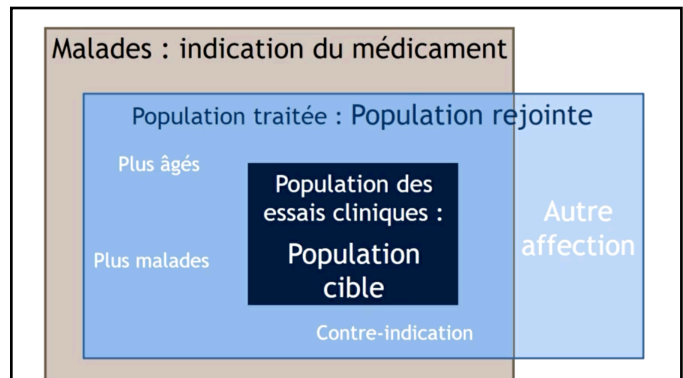 Malades : indication du médicament
Population traitée : Population rejointe
Plus âgés
Population des
essais cliniques :
Population
cible
Autre
affection
Plus malades
Contre-indication